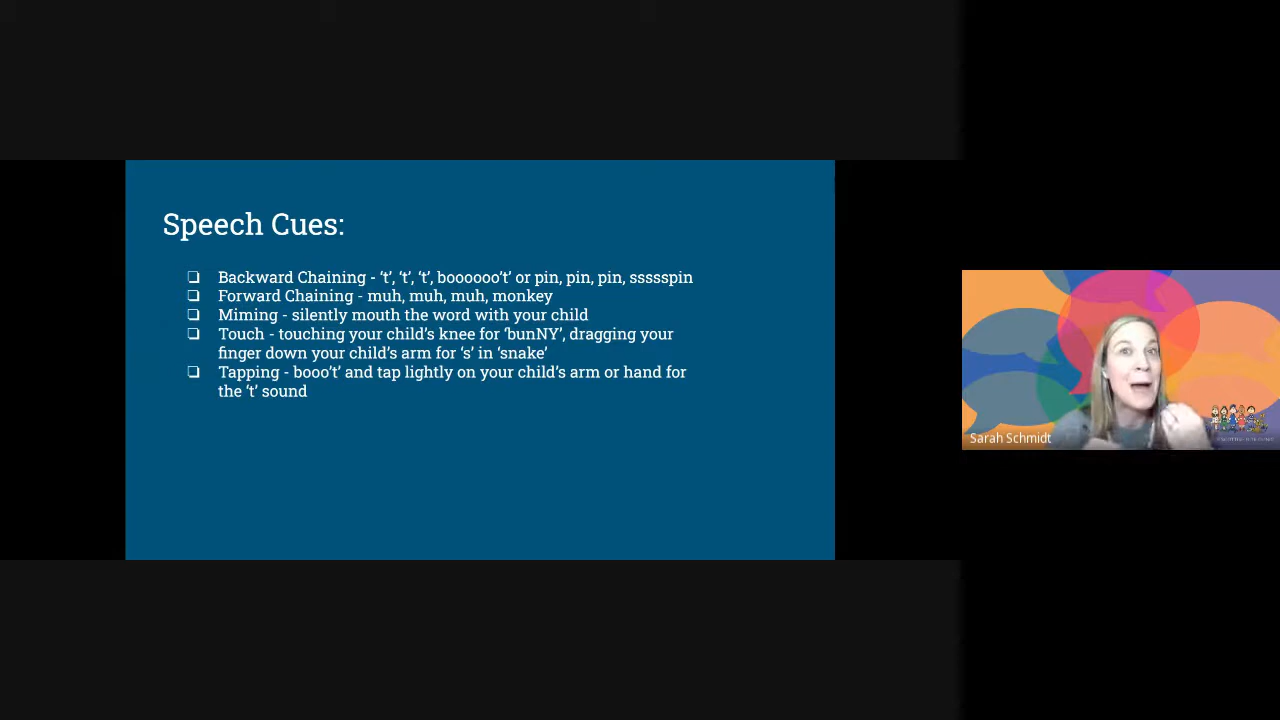 Speech Cues:
❏ Backward Chaining - ‘t’, ‘t’, ‘t’, boooooo’t’ or pin, pin, pin, ssssspin
❏ Forward Chaining - muh, muh, muh, monkey
❏ Miming - silently mouth the word with your child
❏ Touch - touching your child’s knee for ‘bunNY’, dragging your
finger down your child’s arm for ‘s’ in ‘snake’
❏ Tapping - booo’t’ and tap lightly on your child’s arm or hand for
the ‘t’ sound
Sarah Schmidt